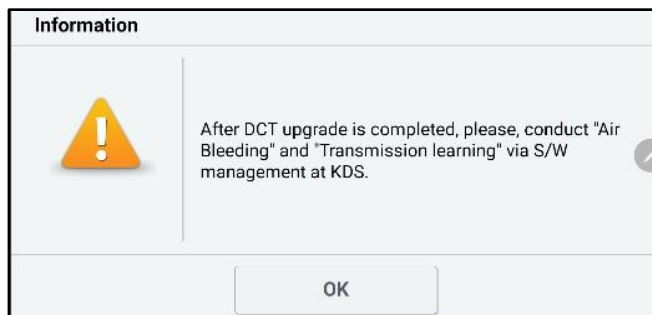 Information
After DCT upgrade is completed, please, conduct "Air
Bleeding" and "Transmission learning" via S/W
management at KDS.
OK